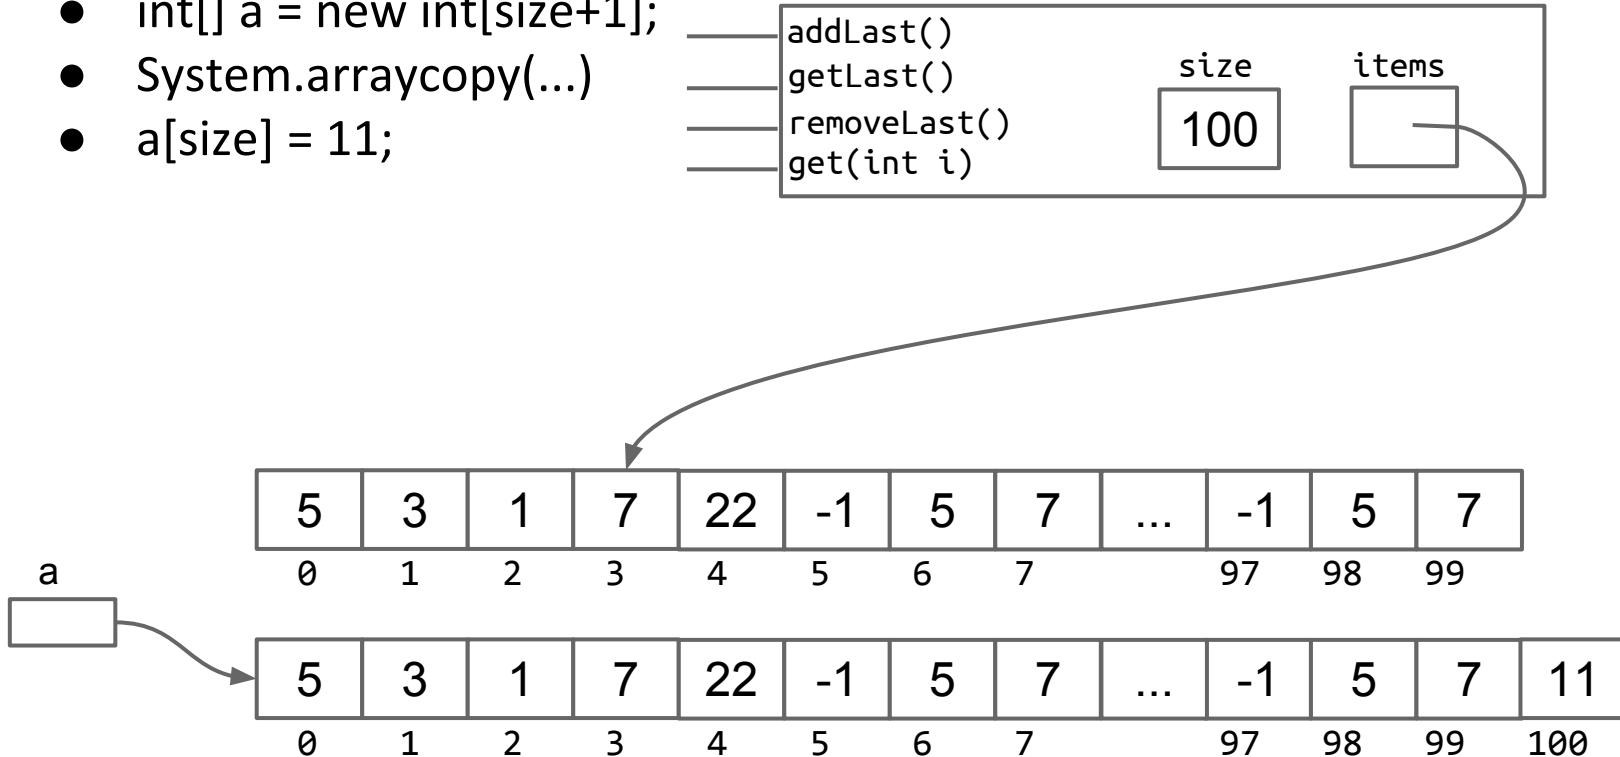 ● int[] a = new int[size+1];
● System.arraycopy(...)
● a[size] = 11;
addLast()
getLast()
removeLast()
get(int i)
size
items
100
5 3 1 7 22 -1 5 7 ... -1 5 7
0 1 2 3 4 5 6 7 97 98 99
a
5 3 1 7 22 -1 5 7 ... -1 5 7 11
0 1 2 3 4 5 6 7 97 98 99 100